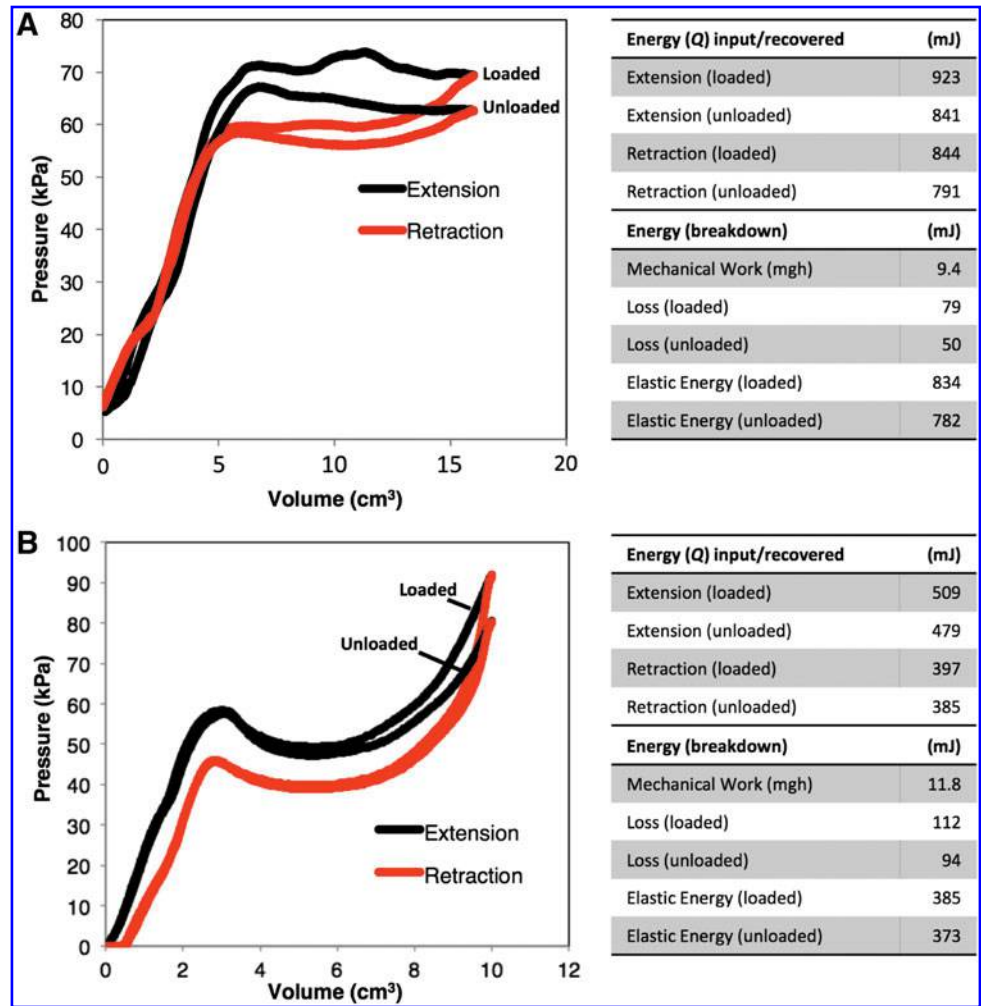 A
80
70
60
50
40
30
20
10
0
Pressure (kPa)
Loaded
Unloaded
Extension
Retraction
0 5 10 15 20
Volume (cm³)
Energy (Q) input/recovered (mJ)
Extension (loaded) 923
Extension (unloaded) 841
Retraction (loaded) 844
Retraction (unloaded) 791
Energy (breakdown) (mJ)
Mechanical Work (mgh) 9.4
Loss (loaded) 79
Loss (unloaded) 50
Elastic Energy (loaded) 834
Elastic Energy (unloaded) 782
B
100
90
80
70
60
50
40
30
20
10
0
Pressure (kPa)
Loaded
Unloaded
Extension
Retraction
0 2 4 6 8 10 12
Volume (cm³)
Energy (Q) input/recovered (mJ)
Extension (loaded) 509
Extension (unloaded) 479
Retraction (loaded) 397
Retraction (unloaded) 385
Energy (breakdown) (mJ)
Mechanical Work (mgh) 11.8
Loss (loaded) 112
Loss (unloaded) 94
Elastic Energy (loaded) 385
Elastic Energy (unloaded) 373